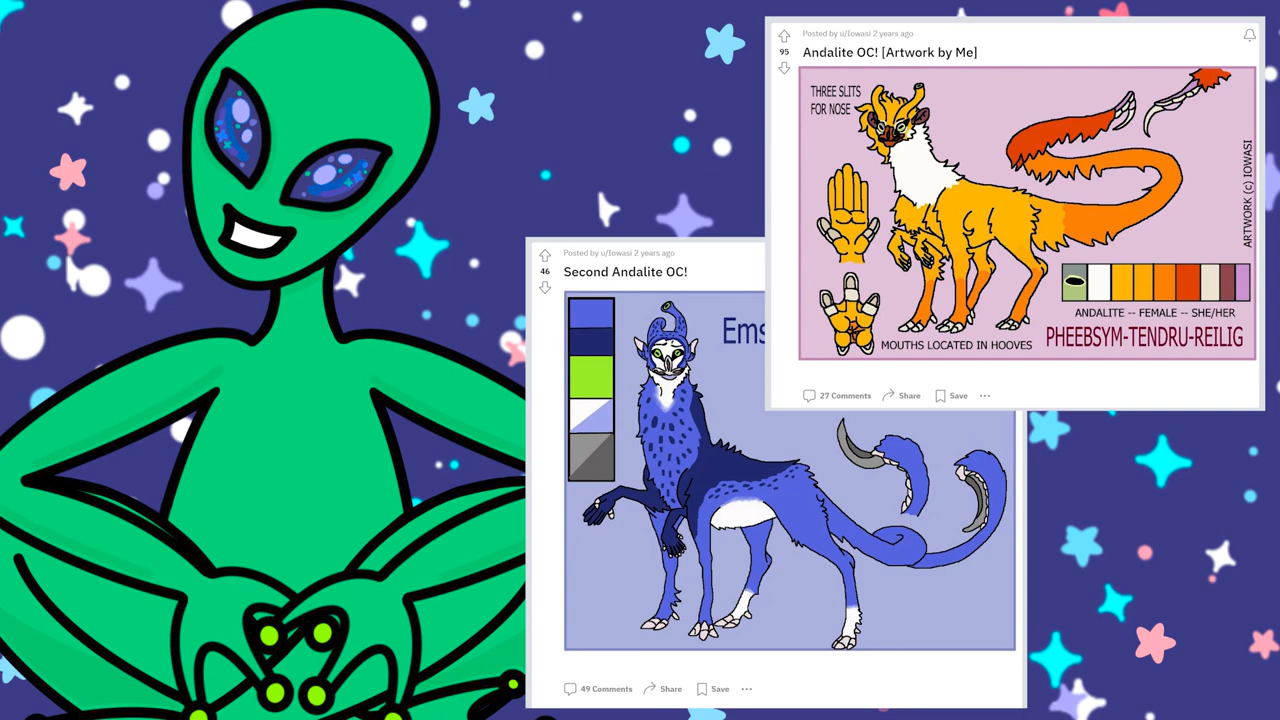 Posted by u/Iowasi 2 years ago
95
Andalite OC! [Artwork by Me]
THREE SLITS
FOR NOSE
ARTWORK (c) IOWASI
ANDALITE -- FEMALE -- SHE/HER
PHEEBSYM-TENDRU-REILIG
MOUTHS LOCATED IN HOOVES
27 Comments
Share
Save
Posted by u/Iowasi 2 years ago
46
Second Andalite OC!
Ems
49 Comments
Share
Save